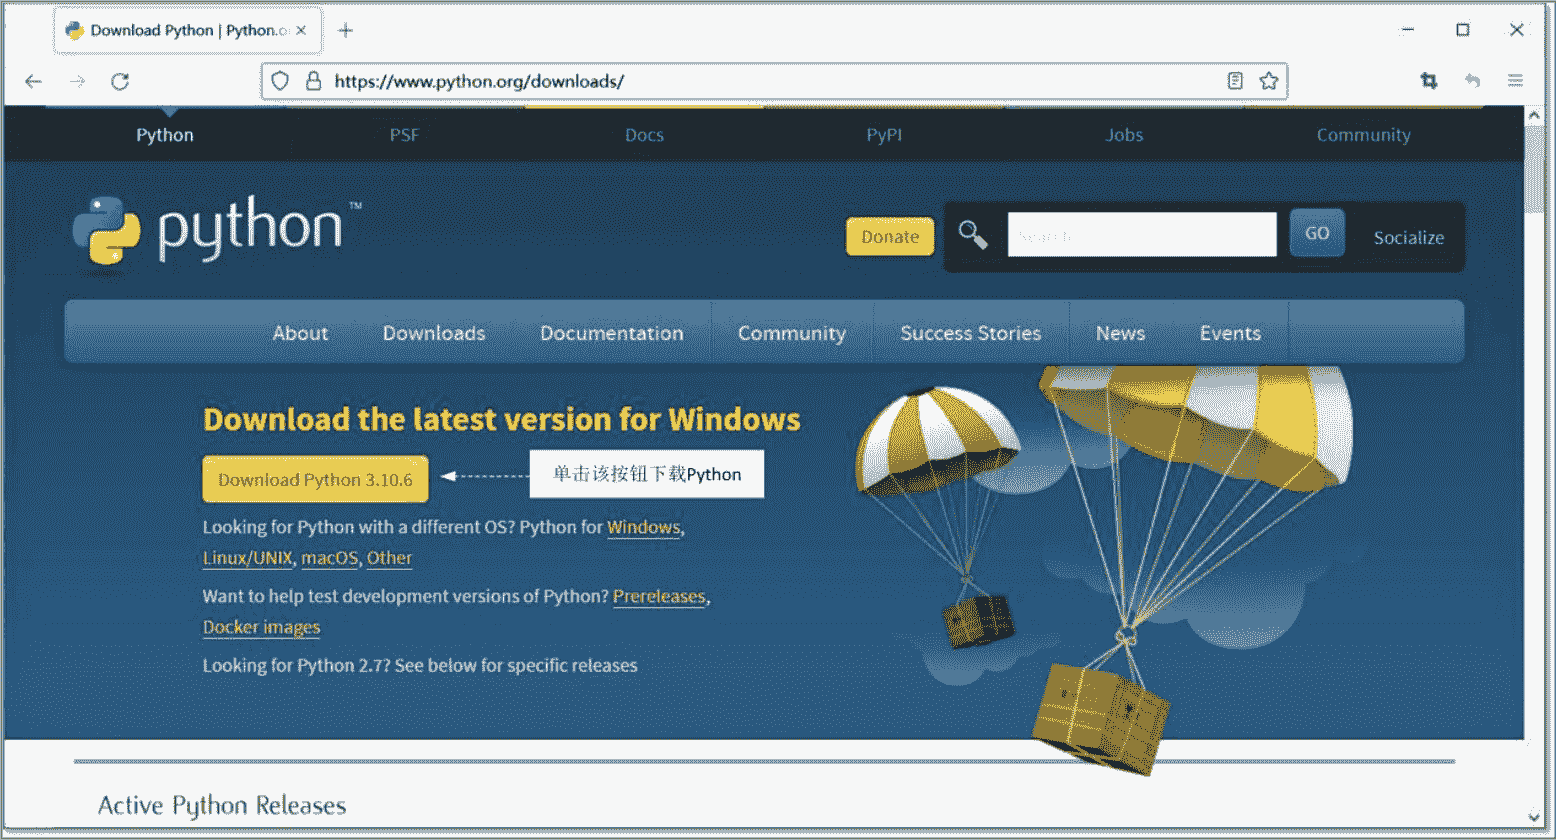 Download Python | Python.o
https://www.python.org/downloads/
Python PSF Docs PyPI Jobs Community
python™
Donate Search GO Socialize
About Downloads Documentation Community Success Stories News Events
Download the latest version for Windows
Download Python 3.10.6 单击该按钮下载Python
Looking for Python with a different OS? Python for Windows,
Linux/UNIX, macOS, Other
Want to help test development versions of Python? Prereleases,
Docker images
Looking for Python 2.7? See below for specific releases
Active Python Releases